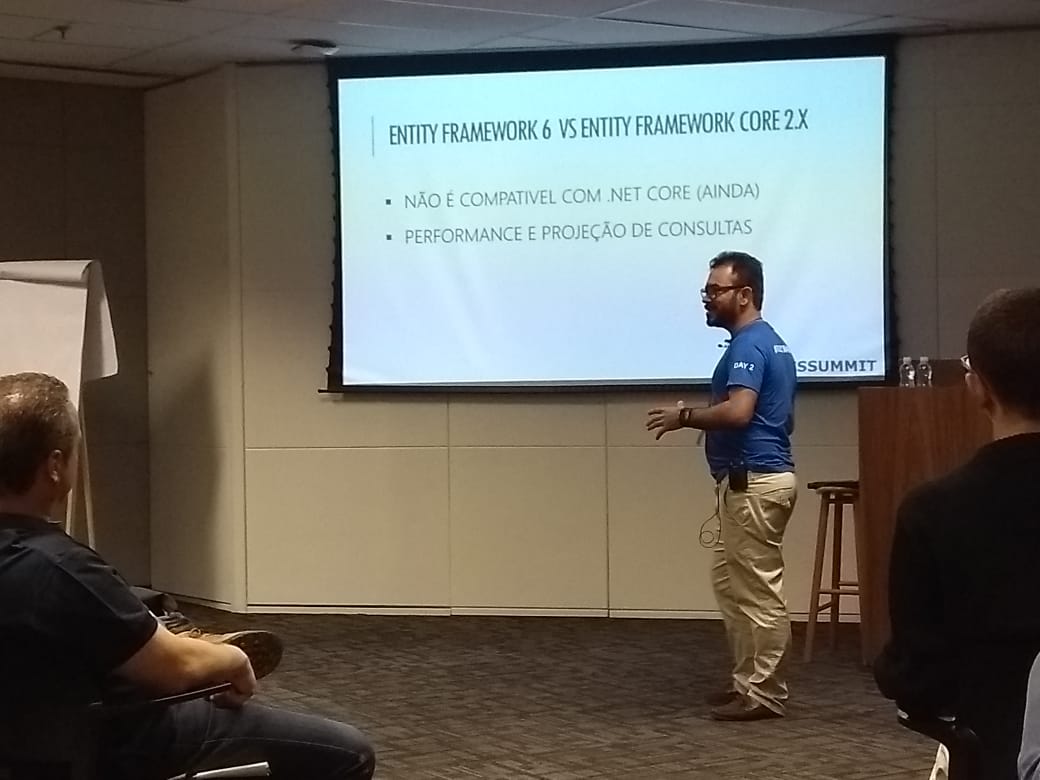 ENTITY FRAMEWORK 6 VS ENTITY FRAMEWORK CORE 2.X
▪ NÃO É COMPATIVEL COM .NET CORE (AINDA)
▪ PERFORMANCE E PROJEÇÃO DE CONSULTAS
DAY 2
SSUMMIT